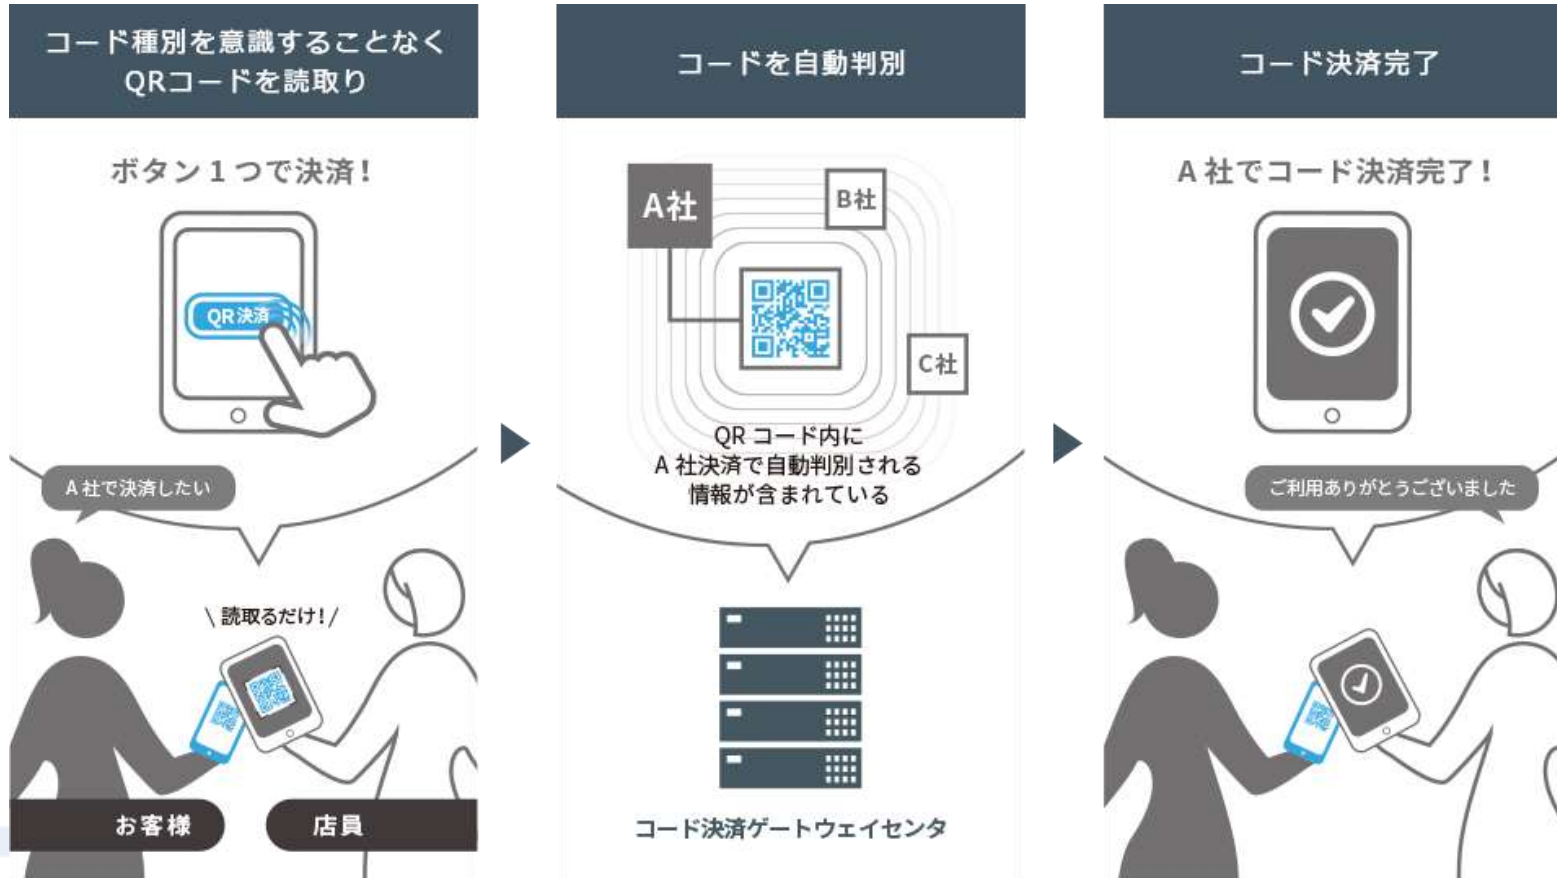 コード種別を意識することなく
QRコードを読取り
ボタン1つで決済！
QR決済
A社で決済したい
\ 読取るだけ！/
お客様
店員
コードを自動判別
A社
B社
C社
QRコード内に
A社決済で自動判別される
情報が含まれている
コード決済ゲートウェイセンタ
コード決済完了
A社でコード決済完了！
ご利用ありがとうございました